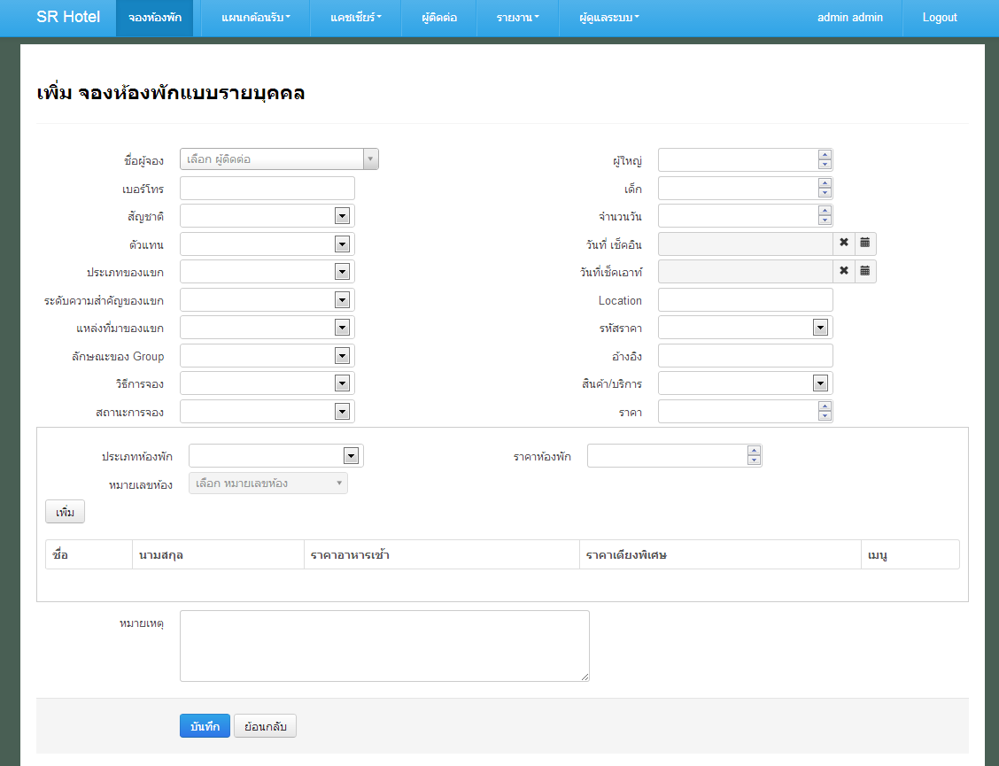 SR Hotel จองห้องพัก แผนกต้อนรับ แคชเชียร์ ผู้ติดต่อ รายงาน ผู้ดูแลระบบ admin admin Logout
เพิ่ม จองห้องพักแบบรายบุคคล
ชื่อผู้จอง เลือก ผู้ติดต่อ ผู้ใหญ่
เบอร์โทร เด็ก
สัญชาติ จำนวนวัน
ตัวแทน วันที่ เช็คอิน
ประเภทของแขก วันที่เช็คเอาท์
ระดับความสำคัญของแขก Location
แหล่งที่มาของแขก รหัสราคา
ลักษณะของ Group อ้างอิง
วิธีการจอง สินค้า/บริการ
สถานะการจอง ราคา
ประเภทห้องพัก ราคาห้องพัก
หมายเลขห้อง เลือก หมายเลขห้อง
เพิ่ม
ชื่อ นามสกุล ราคาอาหารเช้า ราคาเตียงพิเศษ เมนู
หมายเหตุ
บันทึก ย้อนกลับ